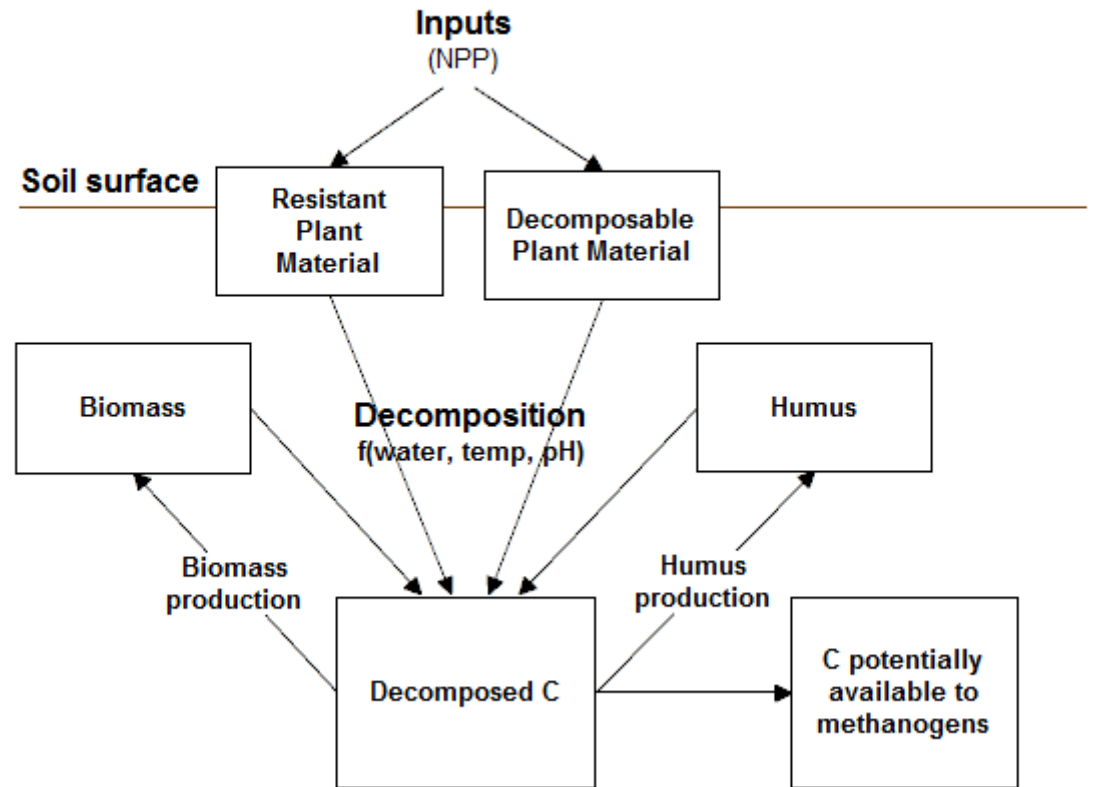 Inputs
(NPP)
Soil surface
Resistant
Plant
Material
Decomposable
Plant Material
Biomass
Decomposition
f(water, temp, pH)
Humus
Biomass
production
Humus
production
Decomposed C
C potentially
available to
methanogens